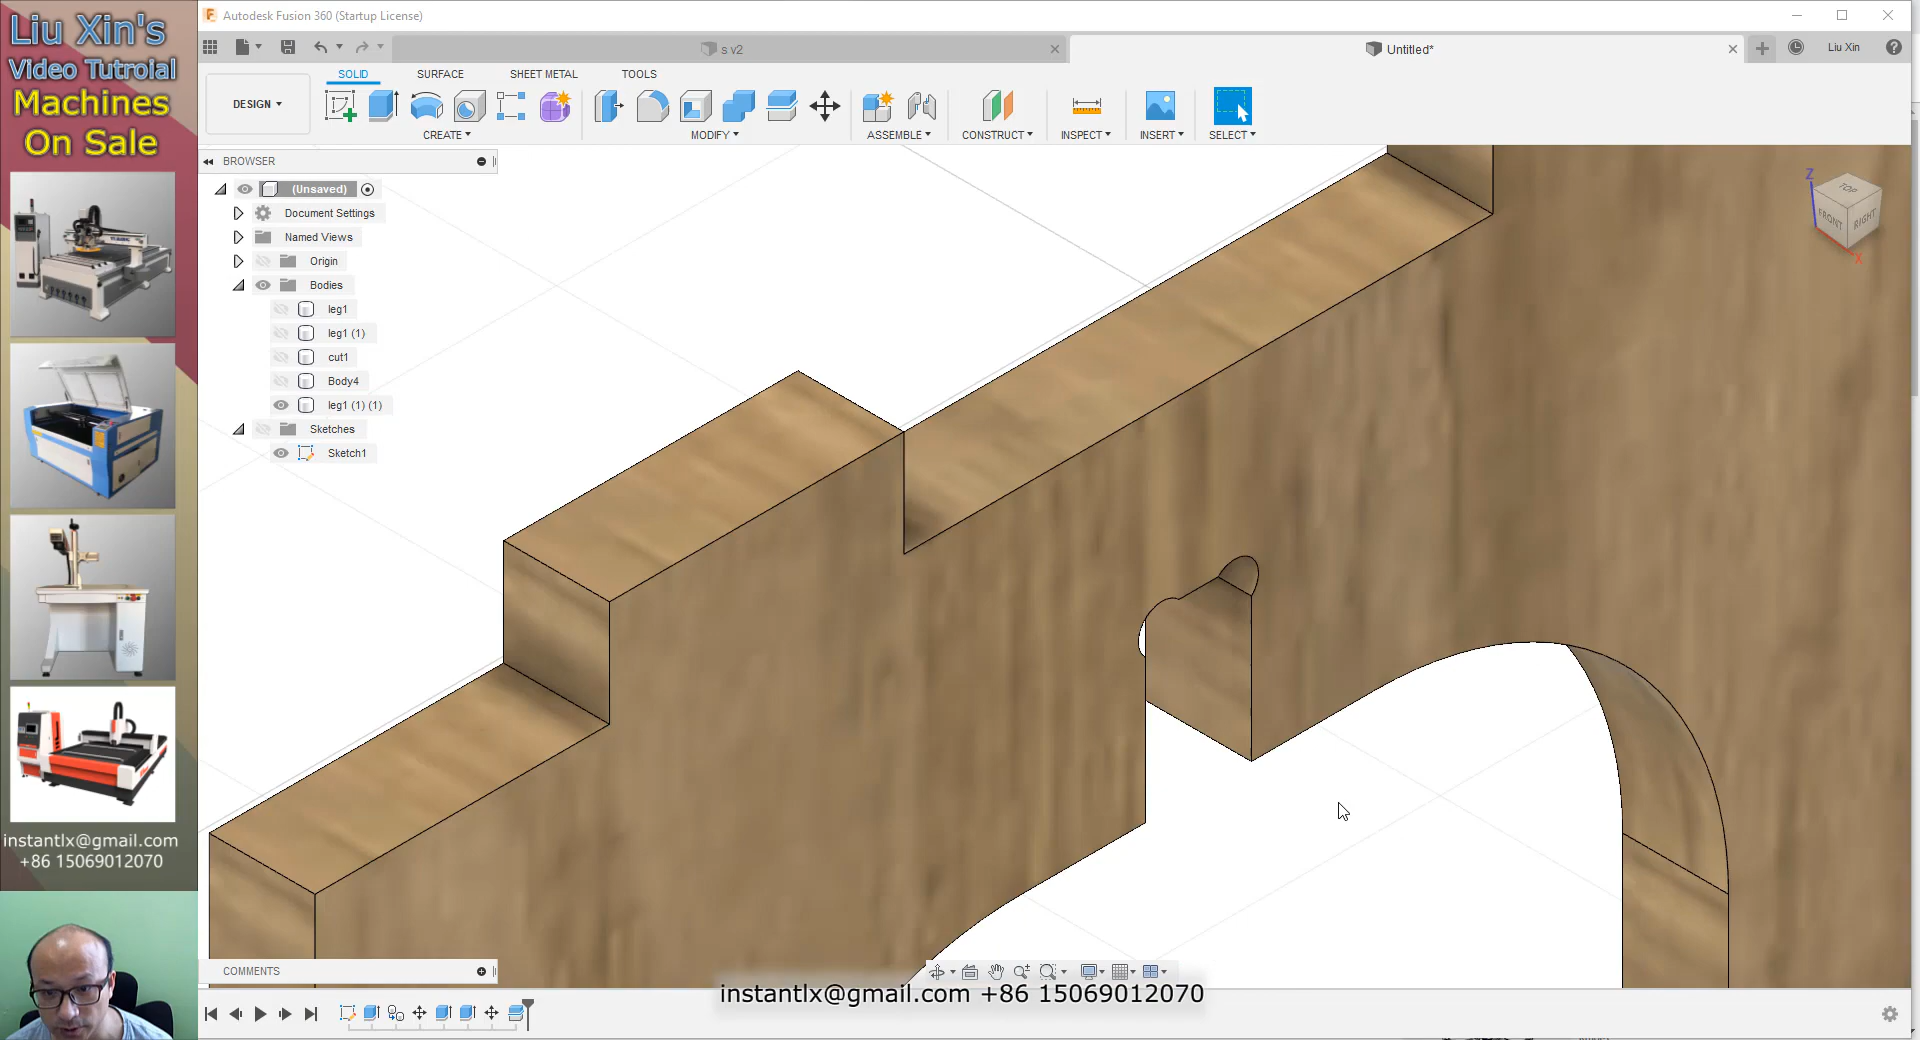 Liu Xin's
Video Tutroial
Machines
On Sale
instantlx@gmail.com
+86 15069012070
Autodesk Fusion 360 (Startup License)
s v2
Untitled*
Liu Xin
DESIGN
SOLID
SURFACE
SHEET METAL
TOOLS
CREATE
MODIFY
ASSEMBLE
CONSTRUCT
INSPECT
INSERT
SELECT
BROWSER
(Unsaved)
Document Settings
Named Views
Origin
Bodies
leg1
leg1 (1)
cut1
Body4
leg1 (1) (1)
Sketches
Sketch1
Z
TOP
FRONT
RIGHT
X
COMMENTS
instantlx@gmail.com +86 15069012070